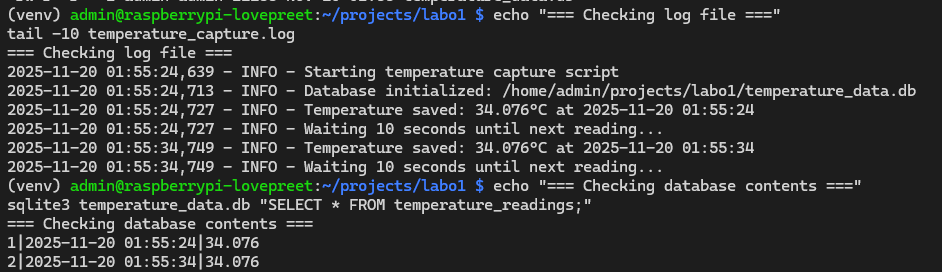 (venv) admin@raspberrypi-lovepreet:~/projects/labo1 $ echo "=== Checking log file ==="
tail -10 temperature_capture.log
=== Checking log file ===
2025-11-20 01:55:24,639 - INFO - Starting temperature capture script
2025-11-20 01:55:24,713 - INFO - Database initialized: /home/admin/projects/labo1/temperature_data.db
2025-11-20 01:55:24,727 - INFO - Temperature saved: 34.076°C at 2025-11-20 01:55:24
2025-11-20 01:55:24,727 - INFO - Waiting 10 seconds until next reading...
2025-11-20 01:55:34,749 - INFO - Temperature saved: 34.076°C at 2025-11-20 01:55:34
2025-11-20 01:55:34,749 - INFO - Waiting 10 seconds until next reading...
(venv) admin@raspberrypi-lovepreet:~/projects/labo1 $ echo "=== Checking database contents ==="
sqlite3 temperature_data.db "SELECT * FROM temperature_readings;"
=== Checking database contents ===
1|2025-11-20 01:55:24|34.076
2|2025-11-20 01:55:34|34.076